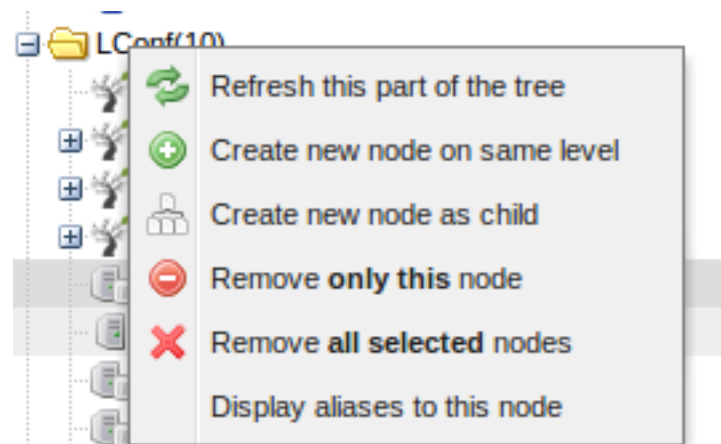 LConf(10)
Refresh this part of the tree
Create new node on same level
Create new node as child
Remove only this node
Remove all selected nodes
Display aliases to this node